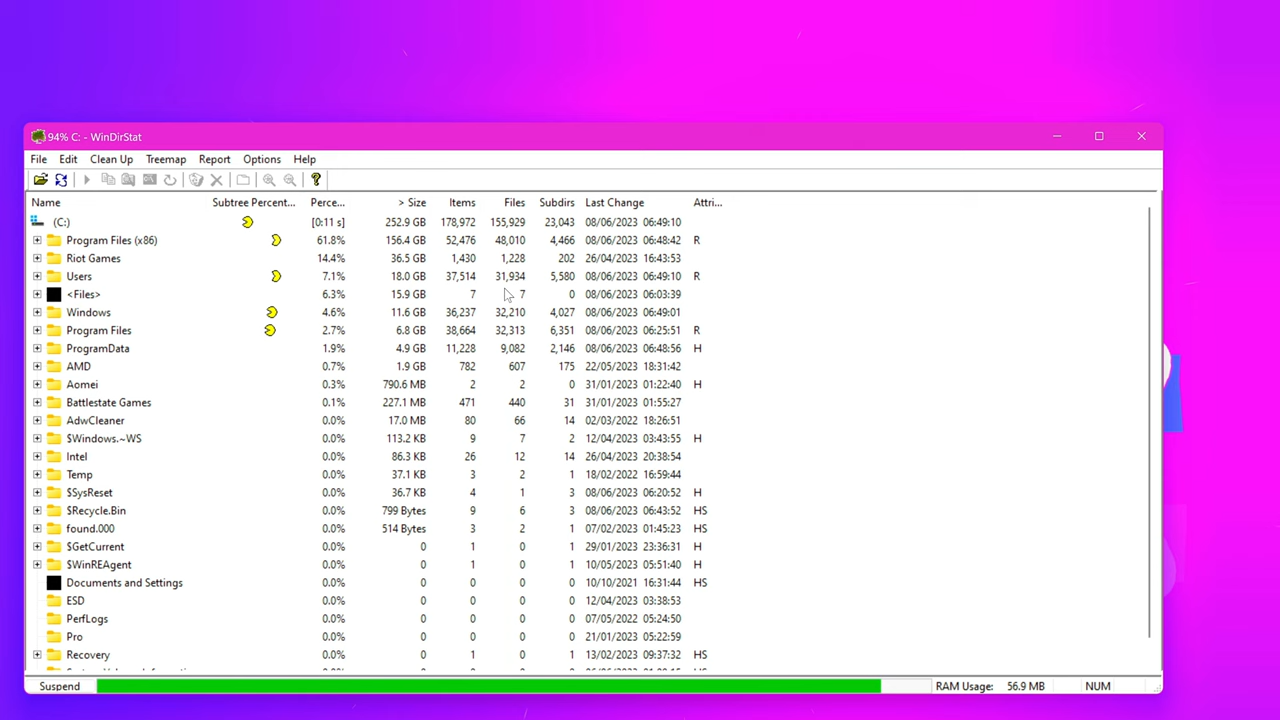 94% C: - WinDirStat
File Edit Clean Up Treemap Report Options Help
Name Subtree Percent... Perce... > Size Items Files Subdirs Last Change Attri...
(C:) [0:11 s] 252.9 GB 178,972 155,929 23,043 08/06/2023 06:49:10
Program Files (x86) 61.8% 156.4 GB 52,476 48,010 4,466 08/06/2023 06:48:42 R
Riot Games 14.4% 36.5 GB 1,430 1,228 202 26/04/2023 16:43:53
Users 7.1% 18.0 GB 37,514 31,934 5,580 08/06/2023 06:49:10 R
<Files> 6.3% 15.9 GB 7 7 0 08/06/2023 06:03:39
Windows 4.6% 11.6 GB 36,237 32,210 4,027 08/06/2023 06:49:01
Program Files 2.7% 6.8 GB 38,664 32,313 6,351 08/06/2023 06:25:51 R
ProgramData 1.9% 4.9 GB 11,228 9,082 2,146 08/06/2023 06:48:56 H
AMD 0.7% 1.9 GB 782 607 175 22/05/2023 18:31:42
Aomei 0.3% 790.6 MB 2 2 0 31/01/2023 01:22:40 H
Battlestate Games 0.1% 227.1 MB 471 440 31 31/01/2023 01:55:27
AdwCleaner 0.0% 17.0 MB 80 66 14 02/03/2022 18:26:51
$Windows.~WS 0.0% 113.2 KB 9 7 2 12/04/2023 03:43:55 H
Intel 0.0% 86.3 KB 26 12 14 26/04/2023 20:38:54
Temp 0.0% 37.1 KB 3 2 1 18/02/2022 16:59:44
$SysReset 0.0% 36.7 KB 4 1 3 08/06/2023 06:20:52 H
$Recycle.Bin 0.0% 799 Bytes 9 6 3 08/06/2023 06:43:52 HS
found.000 0.0% 514 Bytes 3 2 1 07/02/2023 01:45:23 HS
$GetCurrent 0.0% 0 1 0 1 29/01/2023 23:36:31 H
$WinREAgent 0.0% 0 1 0 1 10/05/2023 05:51:40 H
Documents and Settings 0.0% 0 0 0 0 10/10/2021 16:31:44 HS
ESD 0.0% 0 0 0 0 12/04/2023 03:38:53
PerfLogs 0.0% 0 0 0 0 07/05/2022 05:24:50
Pro 0.0% 0 0 0 0 21/01/2023 05:22:59
Recovery 0.0% 0 1 0 1 13/02/2023 09:37:32 HS
Suspend RAM Usage: 56.9 MB NUM